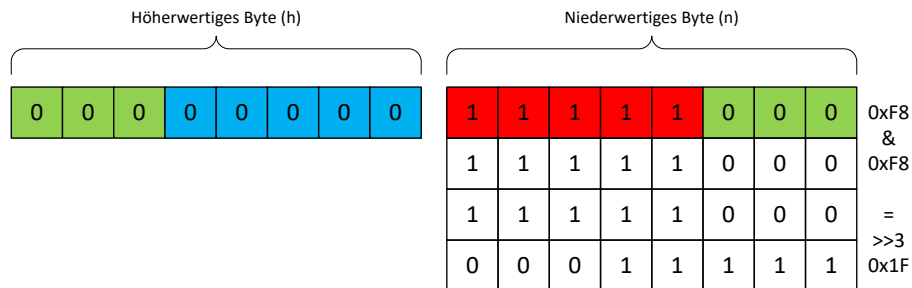 Höherwertiges Byte (h) Niederwertiges Byte (n)
0 0 0 0 0 0 0 0 1 1 1 1 1 0 0 0 0xF8
&
1 1 1 1 1 0 0 0 0xF8
1 1 1 1 1 0 0 0 =
>>3
0 0 0 1 1 1 1 1 0x1F